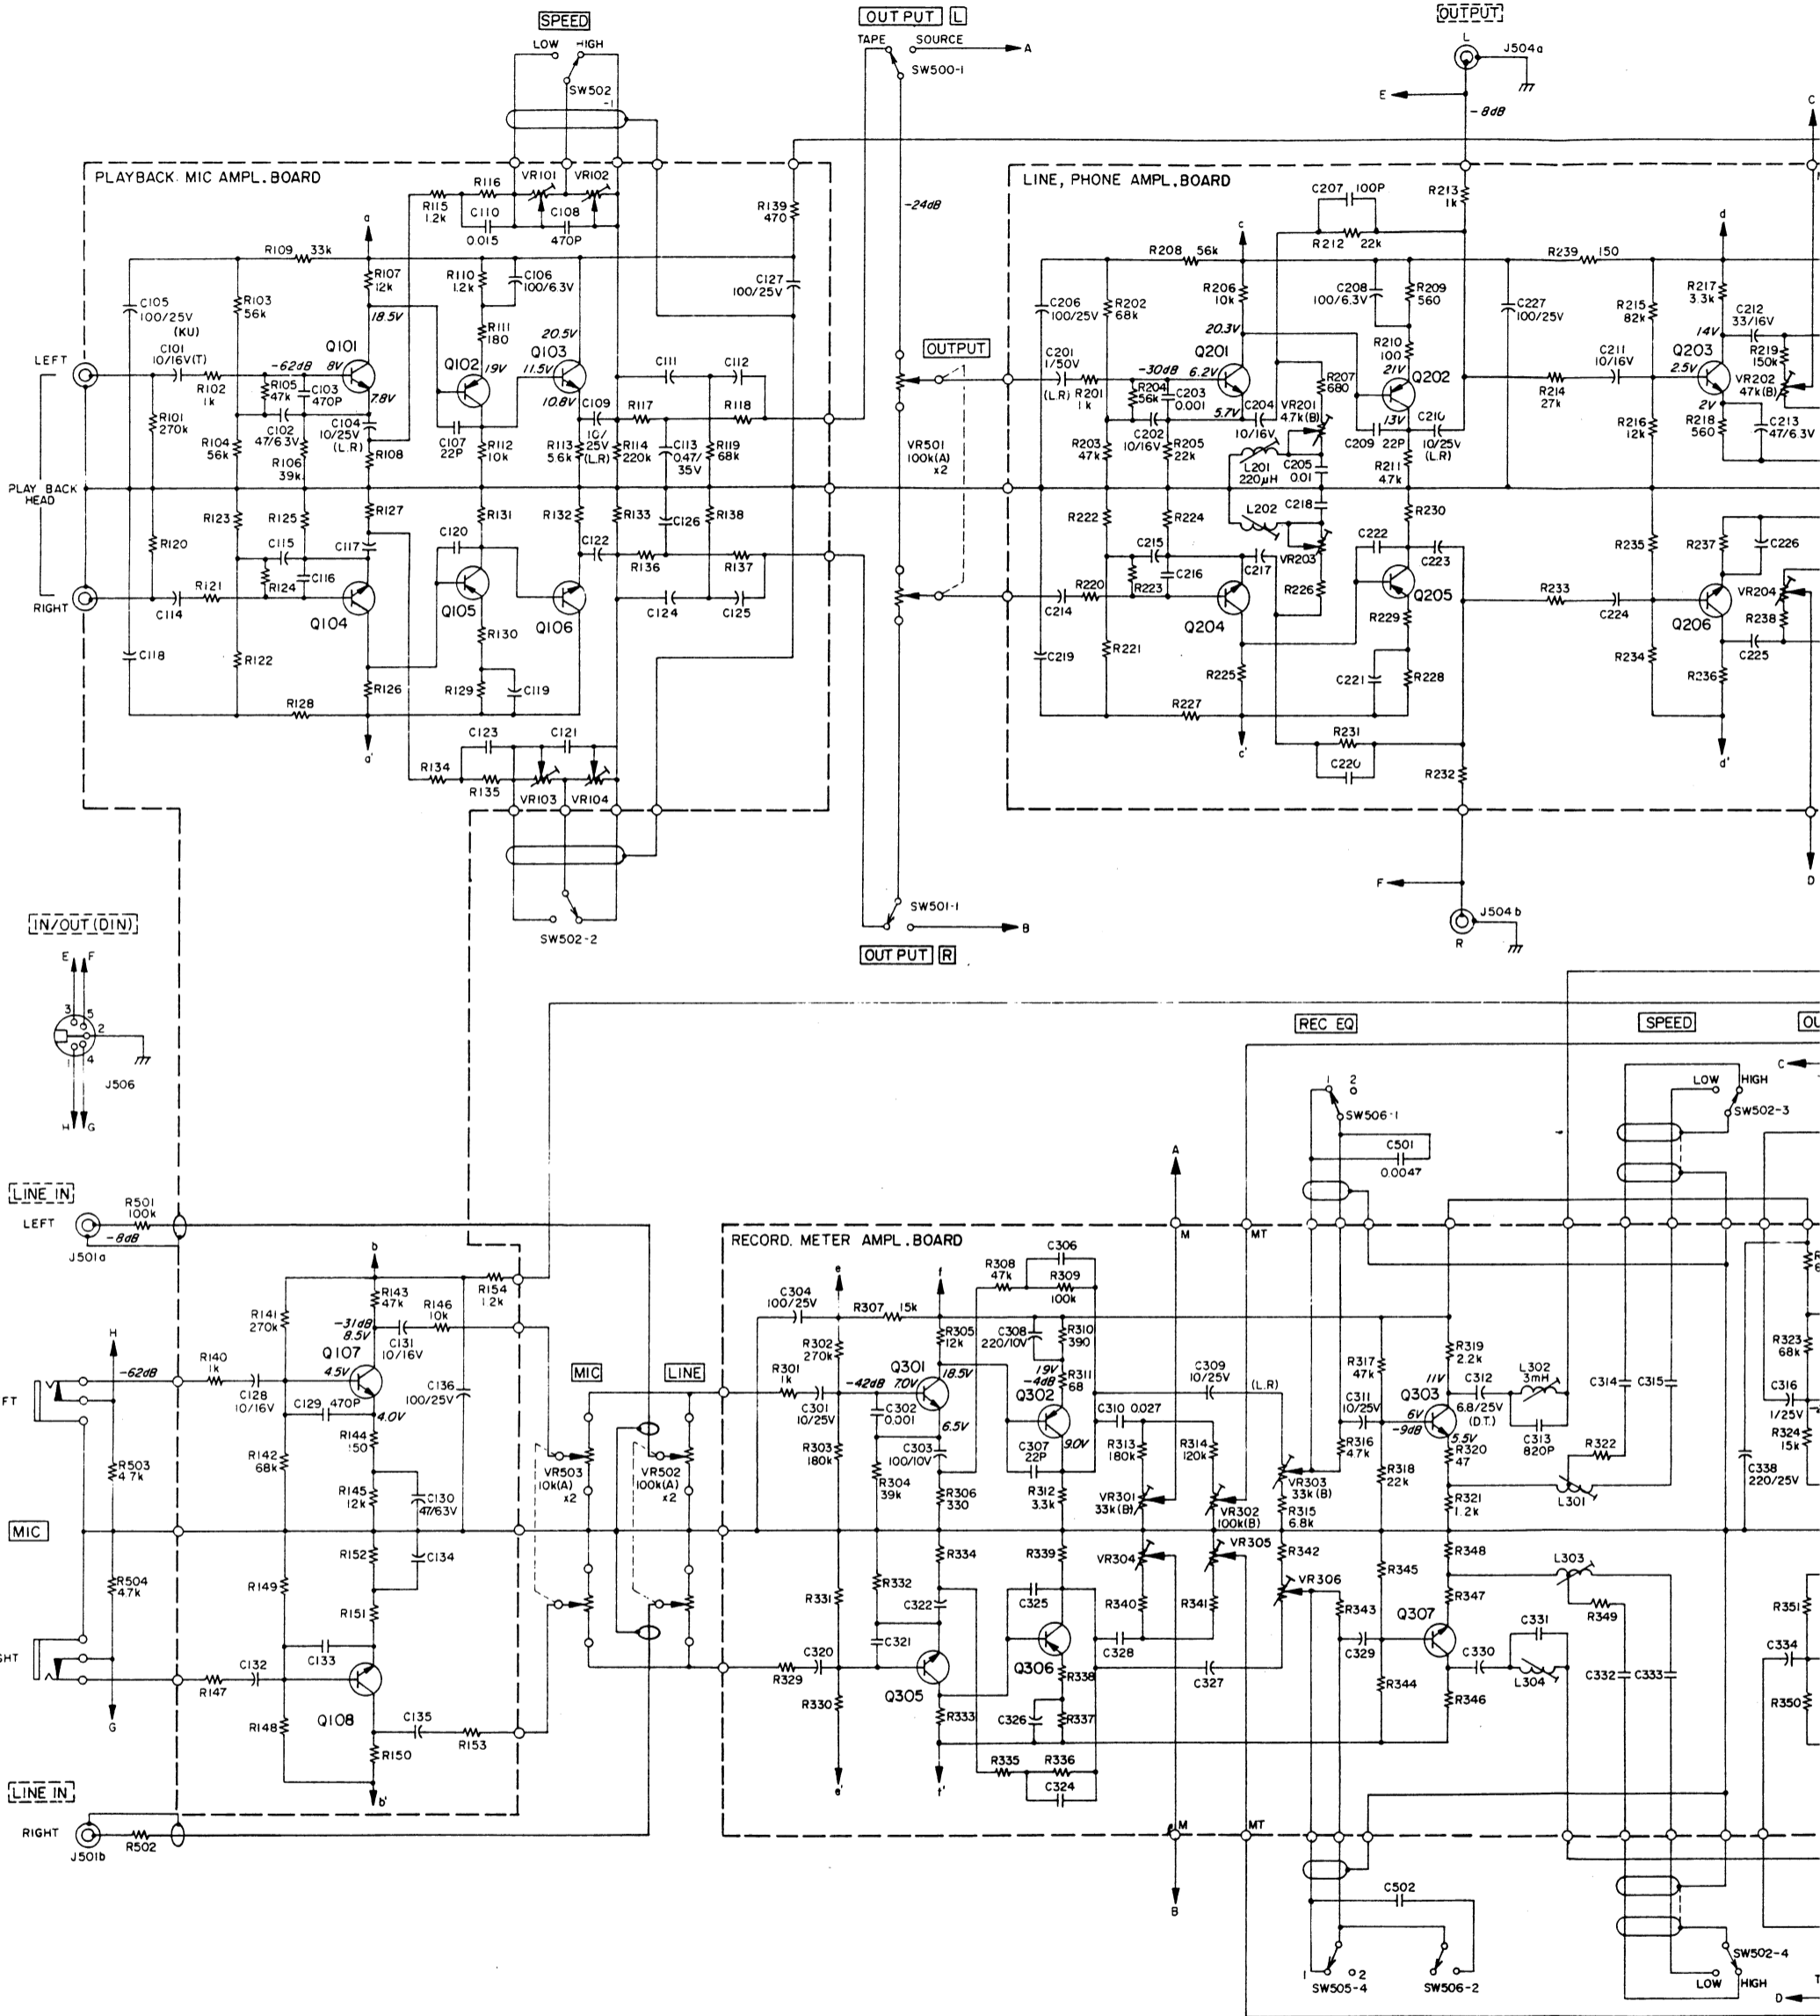 SPEED
LOW HIGH
SW502
-1
OUTPUT L
TAPE SOURCE
A
SW500-1
OUTPUT
L
J504a
E
-8dB
C
PLAYBACK. MIC AMPL. BOARD
R115
1.2k
R116
C110
0.015
VR101
VR102
C108
470P
R139
470
a
R109 33k
C105
100/25V
(KU)
R103
56k
R107
12k
18.5V
R110
1.2k
C106
100/6.3V
R111
180
C127
100/25V
LEFT
C101
10/16V(T)
R102
1k
-62dB
R105
47k
C103
470P
Q101
8V
7.8V
Q102
19V
20.5V
Q103
11.5V
10.8V
C111
C112
R101
270k
R104
56k
C102
47/6.3V
R106
39k
C104
10/25V
(L.R)
R108
C107
22P
R112
10k
R113
5.6k
C109
10/
25V
(L.R)
R117
R114
220k
C113
0.47/
35V
R118
R119
68k
PLAY BACK
HEAD
R120
R123
R125
C115
R124
C116
R127
C117
C120
R131
R132
C122
R133
R136
C126
R138
R137
RIGHT
C114
R121
Q104
Q105
Q106
C124
C125
C118
R122
R128
R126
R130
R129
C119
a'
R134
C123
R135
VR103
C121
VR104
SW502-2
-24dB
OUTPUT
VR501
100k(A)
x2
SW501-1
B
OUTPUT R
LINE, PHONE AMPL. BOARD
C207 100P
R212 22k
R213
1k
c
R208 56k
C206
100/25V
R202
68k
R206
10k
20.3V
C208
100/6.3V
R209
560
R210
100
21V
C227
100/25V
R239 150
R215
82k
d
R217
3.3k
14V
C212
33/16V
R219
150k
VR202
47k(B)
C201
1/50V
(L.R)
R201
1k
-30dB
R204
56k
C203
0.001
Q201
6.2V
5.7V
R207
680
VR201
4.7k(B)
Q202
13V
C210
10/25V
(L.R)
R214
27k
C211
10/16V
Q203
2.5V
2V
R218
560
C213
47/6.3V
R203
47k
C202
10/16V
R205
22k
C204
10/16V
L201
220μH
C205
0.01
C209
22P
R211
4.7k
R216
12k
R222
C215
R224
R223
C216
L202
C218
VR203
C217
R226
C222
R230
C223
R235
R237
C226
C214
R220
Q204
Q205
R229
R233
C224
Q206
VR204
R238
C219
R221
R225
R227
C221
R228
R234
R236
C225
c'
R231
C220
R232
d'
D
F
J504b
R
IN/OUT (DIN)
E F
3 5
2
1 4
J506
H G
LINE IN
LEFT
R501
100k
-8dB
J501a
b
R141
270k
R143
47k
-31dB
8.5V
C131
10/16V
R146
10k
R154
1.2k
H
-62dB
R140
1k
C128
10/16V
Q107
4.5V
4.0V
C129 470P
C136
100/25V
R142
68k
R144
150
R145
12k
C130
47/6.3V
R503
4.7k
MIC
R504
4.7k
R149
R152
C134
R151
C133
G
R147
C132
R148
Q108
C135
R153
R150
b'
LINE IN
RIGHT
R502
J501b
MIC
LINE
VR503
10k(A)
x2
VR502
100k(A)
x2
RECORD. METER AMPL. BOARD
C304
100/25V
e
R307 15k
f
R308
47k
C306
R309
100k
R302
270k
R305
12k
18.5V
C308
220/10V
R310
390
R311
68
R301
1k
C301
10/25V
-42dB
C302
0.001
Q301
7.0V
6.5V
19V
-4dB
Q302
9.0V
C309
10/25V
(L.R)
C310 0.027
R303
180k
R304
39k
C303
100/10V
R306
330
C307
22P
R312
3.3k
R313
180k
VR301
33k(B)
R314
120k
VR302
100k(B)
VR303
33k(B)
R315
6.8k
R331
R332
C322
R334
C325
R339
VR304
R340
VR305
R341
R342
VR306
C321
C320
R329
R330
Q305
R333
Q306
R338
C328
C327
C326
R337
R335
R336
C324
e'
f'
A
M
MT
M
MT
B
REC EQ
1 2
SW506-1
C501
0.0047
R317
47k
C311
10/25V
R316
4.7k
R318
22k
R319
2.2k
11V
Q303
6V
-9dB
5.5V
C312
6.8/25V
(D.T.)
L302
3mH
C313
820P
R320
47
R321
1.2k
R322
L301
R343
C329
R345
R344
R348
R347
Q307
R346
L303
R349
C331
C330
L304
SPEED
LOW HIGH
SW502-3
C
C314
C315
C338
220/25V
R323
68k
C316
1/25V
R324
15k
C332
C333
R351
C334
R350
C502
1 2
SW505-4
SW506-2
SW502-4
LOW HIGH
D